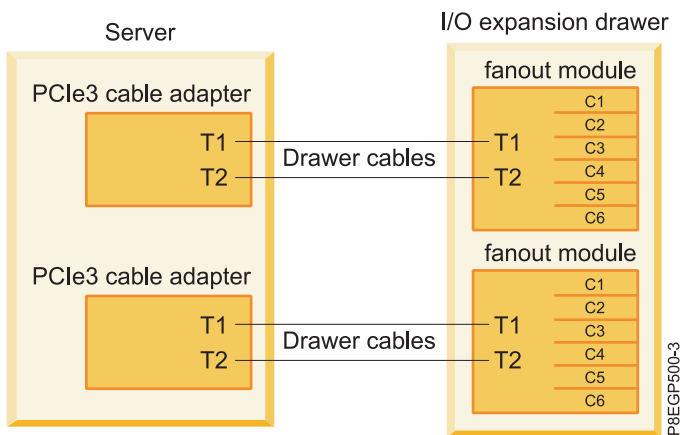 Server
I/O expansion drawer
PCIe3 cable adapter
T1
T2
Drawer cables
fanout module
T1
T2
C1
C2
C3
C4
C5
C6
PCIe3 cable adapter
T1
T2
Drawer cables
fanout module
T1
T2
C1
C2
C3
C4
C5
C6
P8EGP500-3